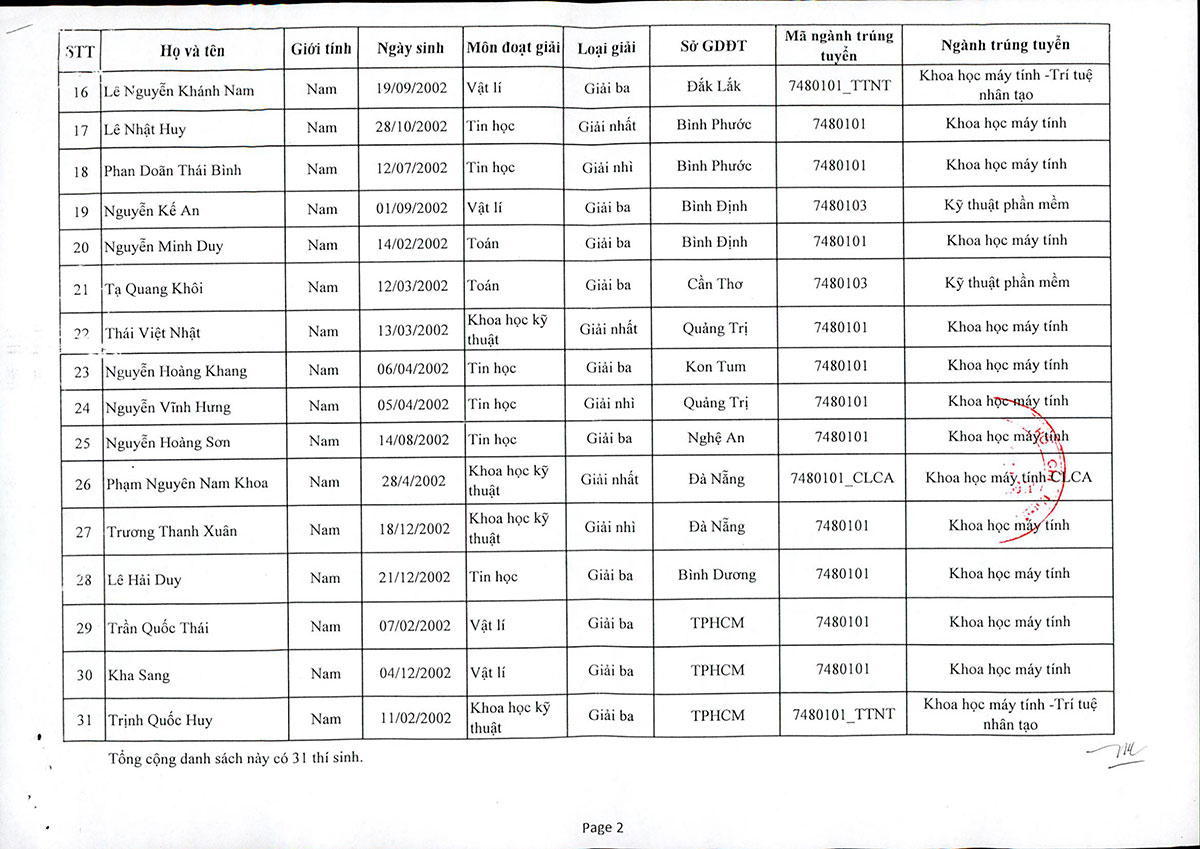 STT Họ và tên Giới tính Ngày sinh Môn đoạt giải Loại giải Sở GDĐT Mã ngành trúng tuyển Ngành trúng tuyển
16 Lê Nguyễn Khánh Nam Nam 19/09/2002 Vật lí Giải ba Đắk Lắk 7480101_TTNT Khoa học máy tính -Trí tuệ nhân tạo
17 Lê Nhật Huy Nam 28/10/2002 Tin học Giải nhất Bình Phước 7480101 Khoa học máy tính
18 Phan Doãn Thái Bình Nam 12/07/2002 Tin học Giải nhì Bình Phước 7480101 Khoa học máy tính
19 Nguyễn Kế An Nam 01/09/2002 Vật lí Giải ba Bình Định 7480103 Kỹ thuật phần mềm
20 Nguyễn Minh Duy Nam 14/02/2002 Toán Giải ba Bình Định 7480101 Khoa học máy tính
21 Tạ Quang Khôi Nam 12/03/2002 Toán Giải ba Cần Thơ 7480103 Kỹ thuật phần mềm
22 Thái Việt Nhật Nam 13/03/2002 Khoa học kỹ thuật Giải nhất Quảng Trị 7480101 Khoa học máy tính
23 Nguyễn Hoàng Khang Nam 06/04/2002 Tin học Giải ba Kon Tum 7480101 Khoa học máy tính
24 Nguyễn Vĩnh Hưng Nam 05/04/2002 Tin học Giải nhì Quảng Trị 7480101 Khoa học máy tính
25 Nguyễn Hoàng Sơn Nam 14/08/2002 Tin học Giải ba Nghệ An 7480101 Khoa học máy tính
26 Phạm Nguyên Nam Khoa Nam 28/4/2002 Khoa học kỹ thuật Giải nhất Đà Nẵng 7480101_CLCA Khoa học máy tính CLCA
27 Trương Thanh Xuân Nam 18/12/2002 Khoa học kỹ thuật Giải nhì Đà Nẵng 7480101 Khoa học máy tính
28 Lê Hải Duy Nam 21/12/2002 Tin học Giải ba Bình Dương 7480101 Khoa học máy tính
29 Trần Quốc Thái Nam 07/02/2002 Vật lí Giải ba TPHCM 7480101 Khoa học máy tính
30 Kha Sang Nam 04/12/2002 Vật lí Giải ba TPHCM 7480101 Khoa học máy tính
31 Trịnh Quốc Huy Nam 11/02/2002 Khoa học kỹ thuật Giải ba TPHCM 7480101_TTNT Khoa học máy tính -Trí tuệ nhân tạo
Tổng cộng danh sách này có 31 thí sinh.
Page 2